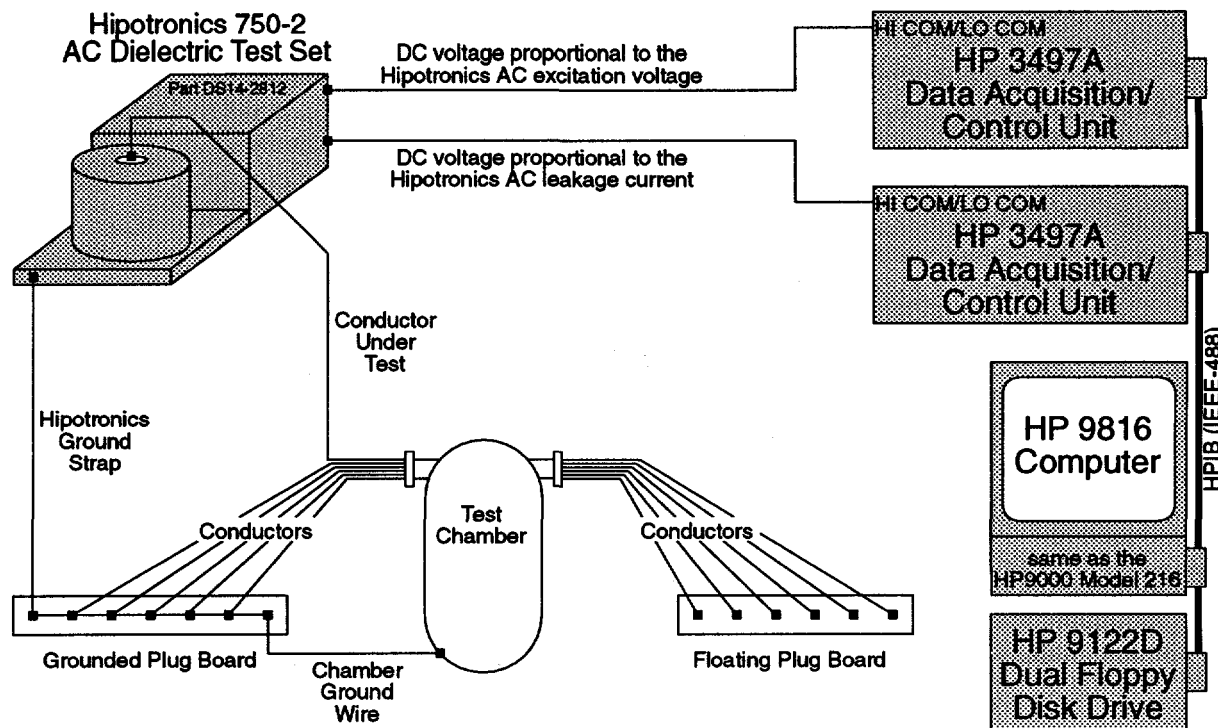 Hipotronics 750-2
AC Dielectric Test Set
Part DS14-2812
DC voltage proportional to the
Hipotronics AC excitation voltage
DC voltage proportional to the
Hipotronics AC leakage current
HI COM/LO COM
HP 3497A
Data Acquisition/
Control Unit
HI COM/LO COM
HP 3497A
Data Acquisition/
Control Unit
Conductor
Under
Test
Hipotronics
Ground
Strap
HPIB (IEEE-488)
HP 9816
Computer
same as the
HP9000 Model 216
Test
Chamber
Conductors
Conductors
Grounded Plug Board
Chamber
Ground
Wire
Floating Plug Board
HP 9122D
Dual Floppy
Disk Drive